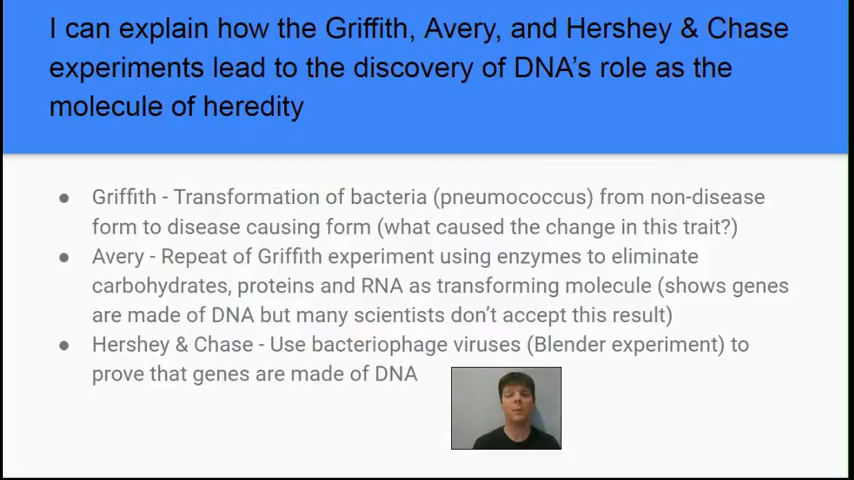 I can explain how the Griffith, Avery, and Hershey & Chase
experiments lead to the discovery of DNA's role as the
molecule of heredity
● Griffith - Transformation of bacteria (pneumococcus) from non-disease
form to disease causing form (what caused the change in this trait?)
● Avery - Repeat of Griffith experiment using enzymes to eliminate
carbohydrates, proteins and RNA as transforming molecule (shows genes
are made of DNA but many scientists don't accept this result)
● Hershey & Chase - Use bacteriophage viruses (Blender experiment) to
prove that genes are made of DNA